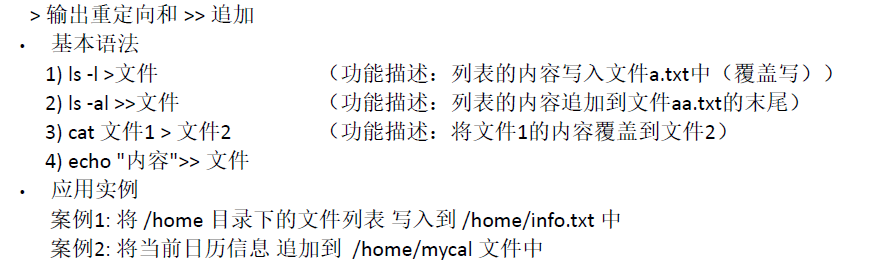 > 输出重定向和 >> 追加
• 基本语法
1) ls -l >文件 （功能描述：列表的内容写入文件a.txt中（覆盖写））
2) ls -al >>文件 （功能描述：列表的内容追加到文件aa.txt的末尾）
3) cat 文件1 > 文件2 （功能描述：将文件1的内容覆盖到文件2）
4) echo "内容">> 文件
• 应用实例
案例1: 将 /home 目录下的文件列表 写入到 /home/info.txt 中
案例2: 将当前日历信息 追加到 /home/mycal 文件中